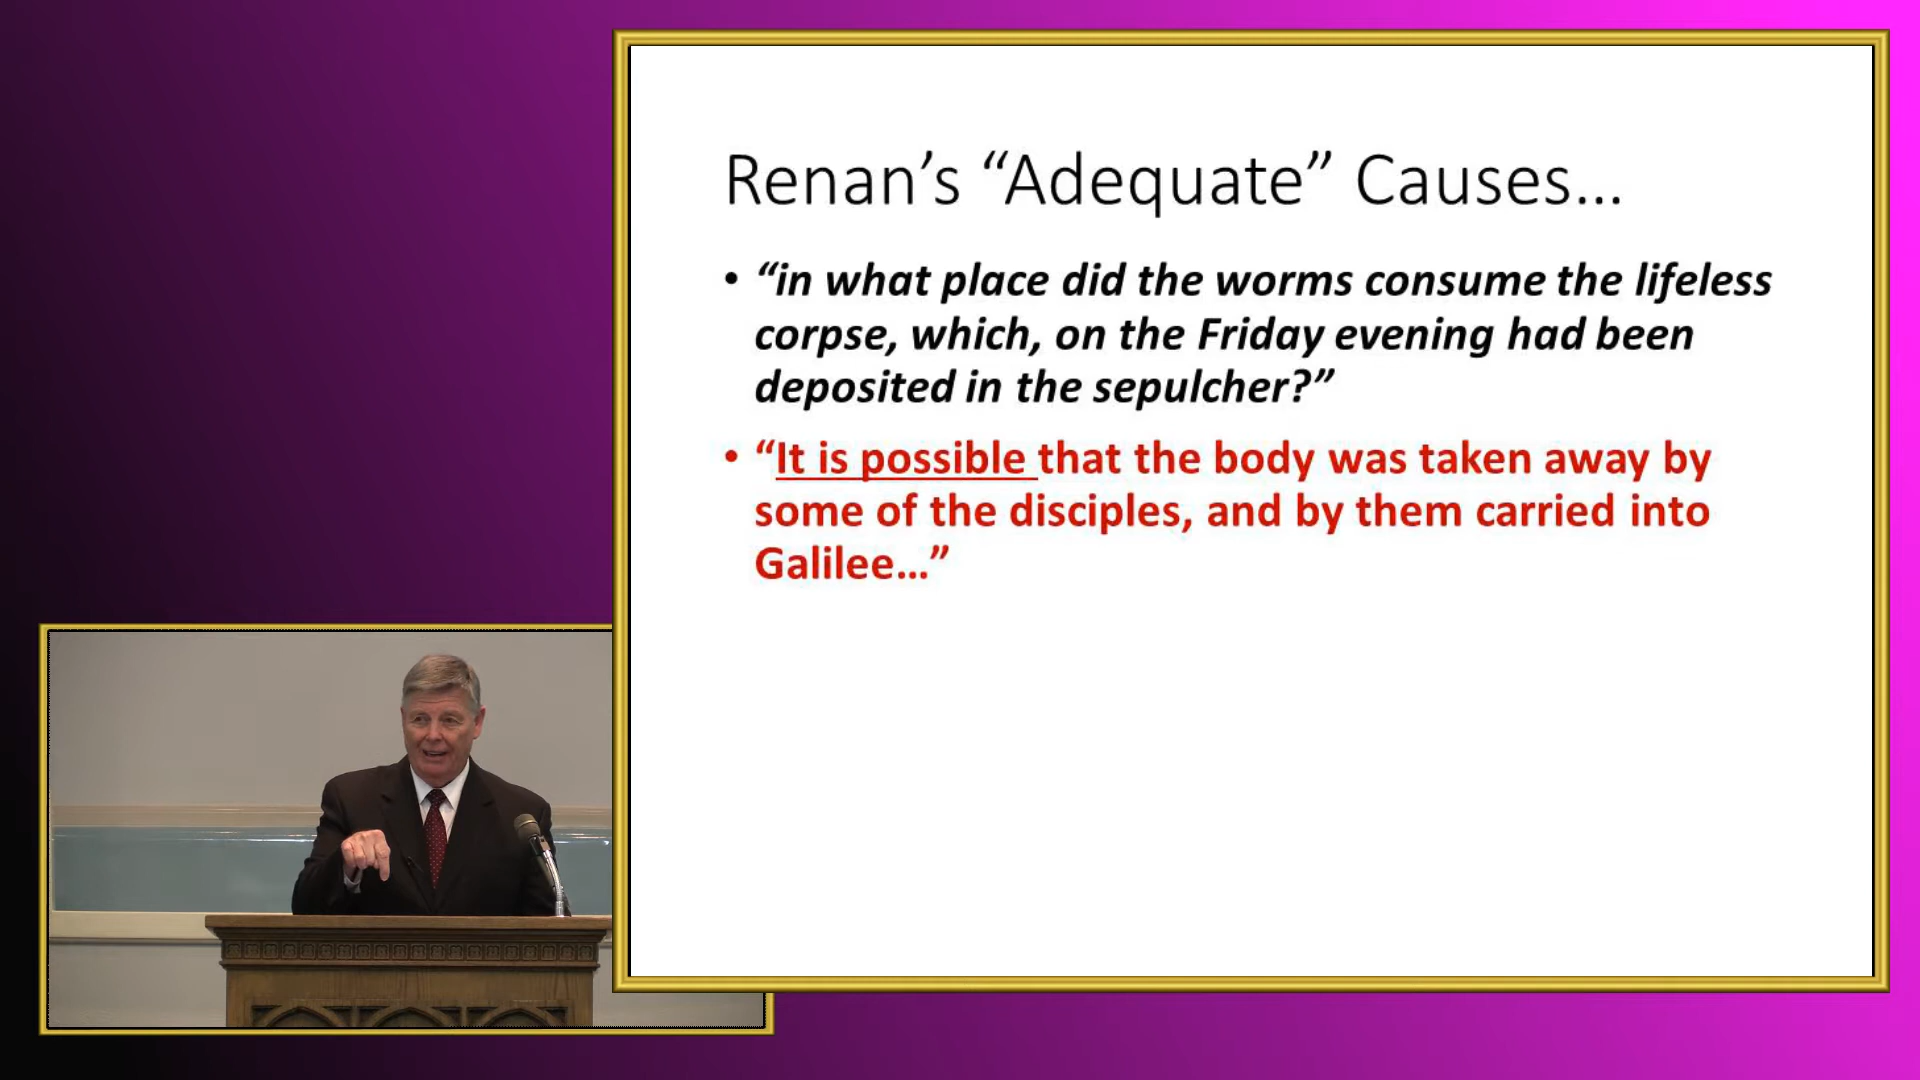 Renan’s “Adequate” Causes…
• “in what place did the worms consume the lifeless
corpse, which, on the Friday evening had been
deposited in the sepulcher?”
• “It is possible that the body was taken away by
some of the disciples, and by them carried into
Galilee…”